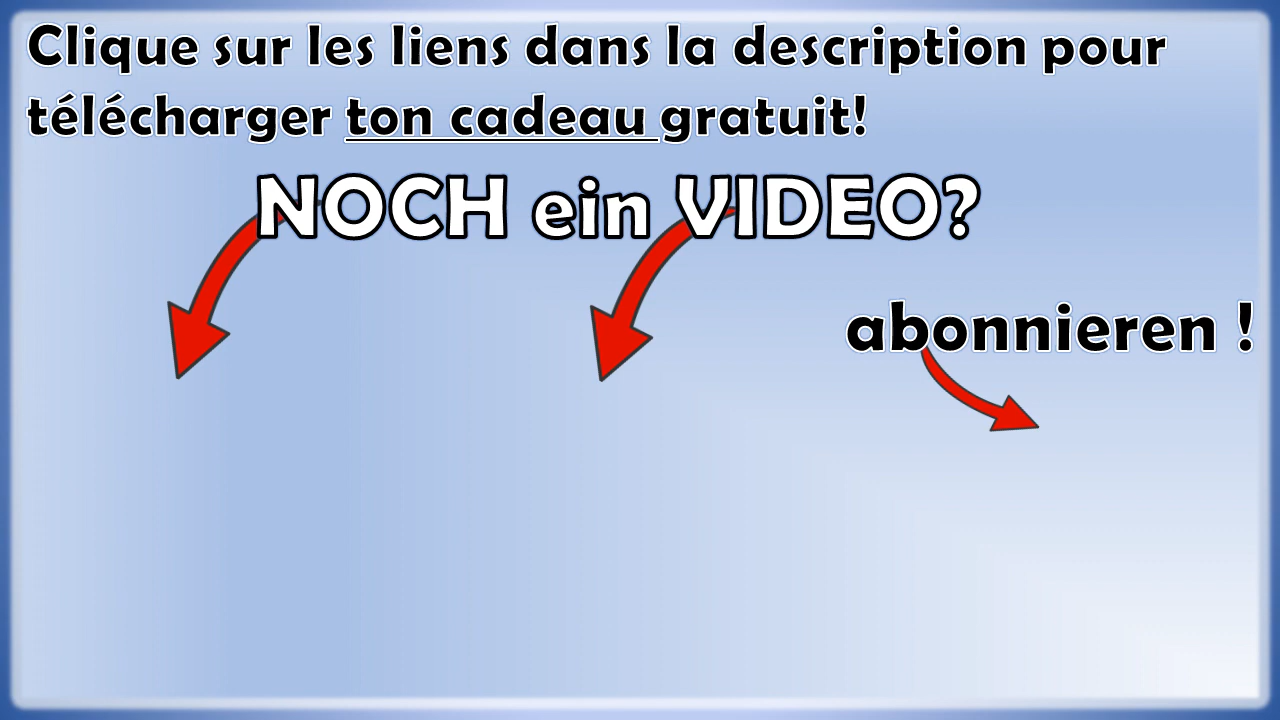 Clique sur les liens dans la description pour
télécharger ton cadeau gratuit!
NOCH ein VIDEO?
abonnieren !